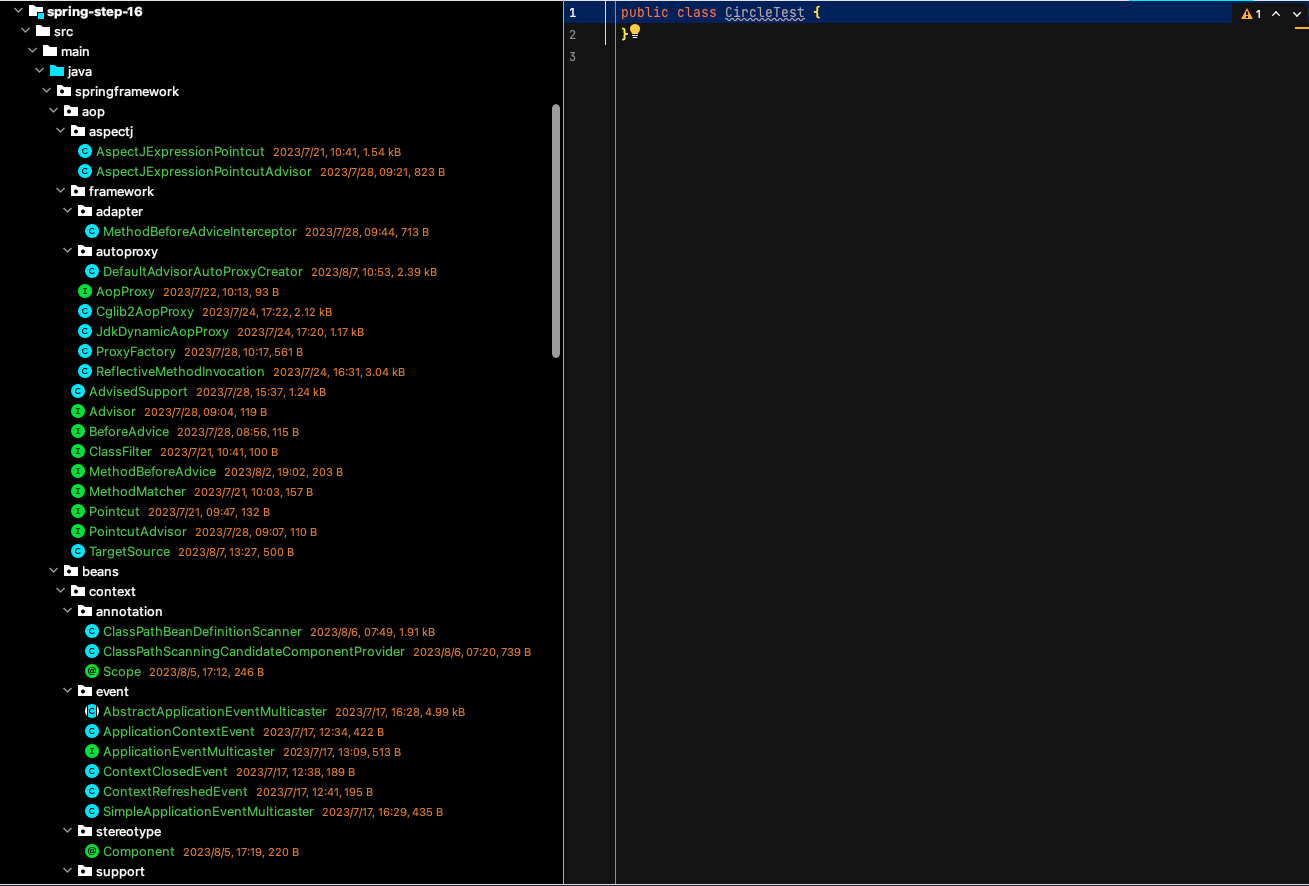 spring-step-16
src
main
java
springframework
aop
aspectj
AspectJExpressionPointcut 2023/7/21, 10:41, 1.54 kB
AspectJExpressionPointcutAdvisor 2023/7/28, 09:21, 823 B
framework
adapter
MethodBeforeAdviceInterceptor 2023/7/28, 09:44, 713 B
autoproxy
DefaultAdvisorAutoProxyCreator 2023/8/7, 10:53, 2.39 kB
AopProxy 2023/7/22, 10:13, 93 B
Cglib2AopProxy 2023/7/24, 17:22, 2.12 kB
JdkDynamicAopProxy 2023/7/24, 17:20, 1.17 kB
ProxyFactory 2023/7/28, 10:17, 561 B
ReflectiveMethodInvocation 2023/7/24, 16:31, 3.04 kB
AdvisedSupport 2023/7/28, 15:37, 1.24 kB
Advisor 2023/7/28, 09:04, 119 B
BeforeAdvice 2023/7/28, 08:56, 115 B
ClassFilter 2023/7/21, 10:41, 100 B
MethodBeforeAdvice 2023/8/2, 19:02, 203 B
MethodMatcher 2023/7/21, 10:03, 157 B
Pointcut 2023/7/21, 09:47, 132 B
PointcutAdvisor 2023/7/28, 09:07, 110 B
TargetSource 2023/8/7, 13:27, 500 B
beans
context
annotation
ClassPathBeanDefinitionScanner 2023/8/6, 07:49, 1.91 kB
ClassPathScanningCandidateComponentProvider 2023/8/6, 07:20, 739 B
Scope 2023/8/5, 17:12, 246 B
event
AbstractApplicationEventMulticaster 2023/7/17, 16:28, 4.99 kB
ApplicationContextEvent 2023/7/17, 12:34, 422 B
ApplicationEventMulticaster 2023/7/17, 13:09, 513 B
ContextClosedEvent 2023/7/17, 12:38, 189 B
ContextRefreshedEvent 2023/7/17, 12:41, 195 B
SimpleApplicationEventMulticaster 2023/7/17, 16:29, 435 B
stereotype
Component 2023/8/5, 17:19, 220 B
support
1 public class CircleTest {
2 }
3
1